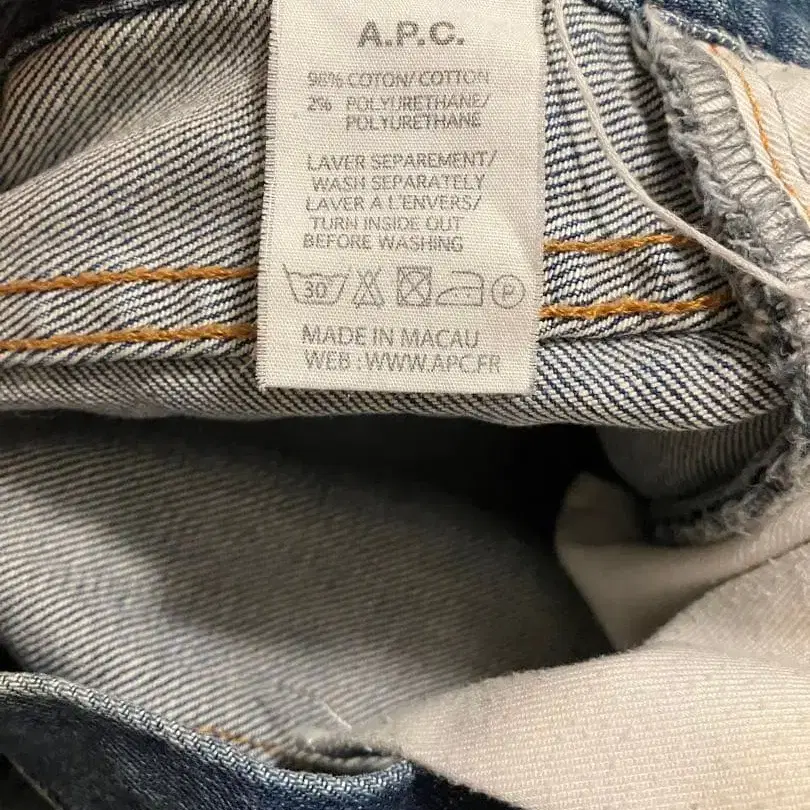 A.P.C.
98% COTON/COTTON
2% POLYURETHANE/
POLYURETHANE
LAVER SEPAREMENT/
WASH SEPARATELY
LAVER A L'ENVERS/
TURN INSIDE OUT
BEFORE WASHING
30 P
MADE IN MACAU
WEB : WWW.APC.FR